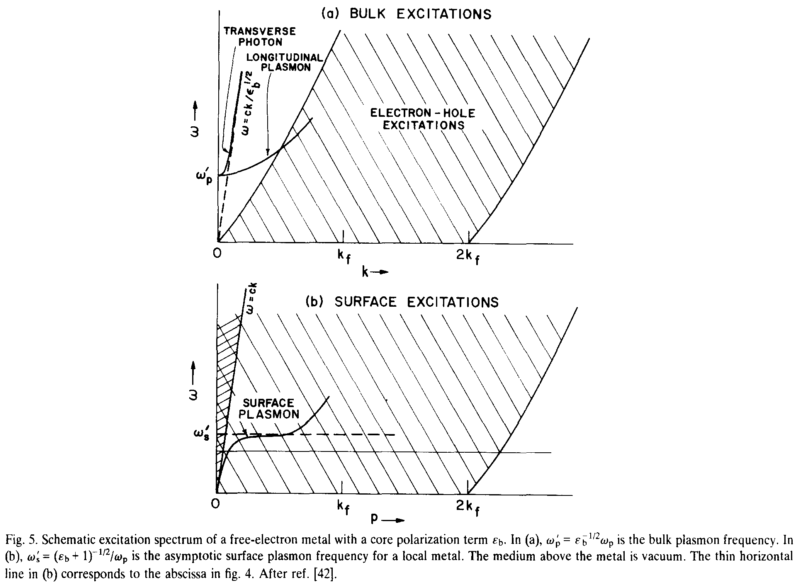 (a) BULK EXCITATIONS
TRANSVERSE
PHOTON
LONGITUDINAL
PLASMON
ω=ck/ε_b^1/2
ELECTRON-HOLE
EXCITATIONS
ω
ω'_p
0
k_f
2k_f
k
(b) SURFACE EXCITATIONS
ω=ck
SURFACE
PLASMON
ω
ω'_s
0
k_f
2k_f
p
Fig. 5. Schematic excitation spectrum of a free-electron metal with a core polarization term ε_b. In (a), ω'_p = ε_b^-1/2 ω_p is the bulk plasmon frequency. In
(b), ω'_s = (ε_b + 1)^-1/2/ω_p is the asymptotic surface plasmon frequency for a local metal. The medium above the metal is vacuum. The thin horizontal
line in (b) corresponds to the abscissa in fig. 4. After ref. [42].